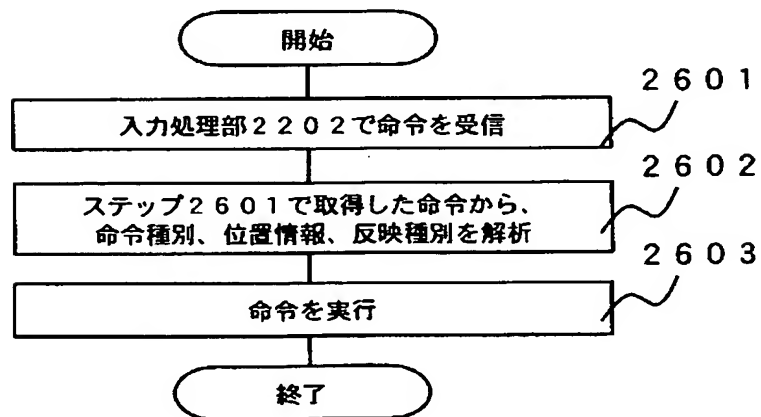 開始
2601
入力処理部2202で命令を受信
2602
ステップ2601で取得した命令から、
命令種別、位置情報、反映種別を解析
2603
命令を実行
終了